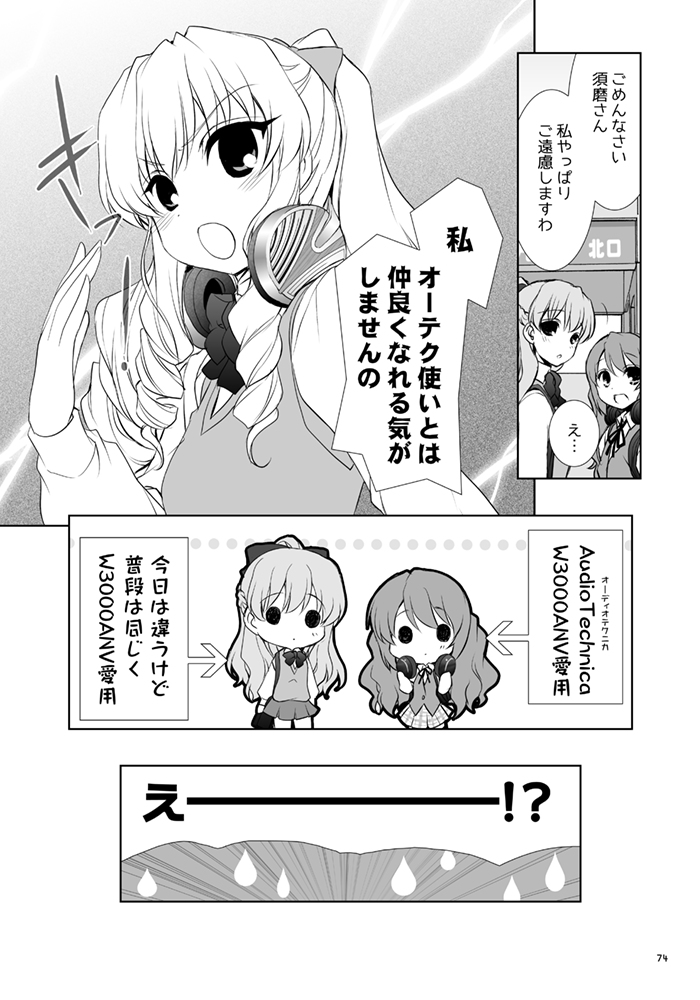 ごめんなさい
須磨さん
私やっぱり
ご遠慮しますわ
北口
え…
私
オーテク使いとは
仲良くなれる気が
しませんの
きっ
!
オーディオテクニカ
AudioTechnica
W3000ANV愛用
今日は違うけど
普段は同じく
W3000ANV愛用
えーーーーー!?
74